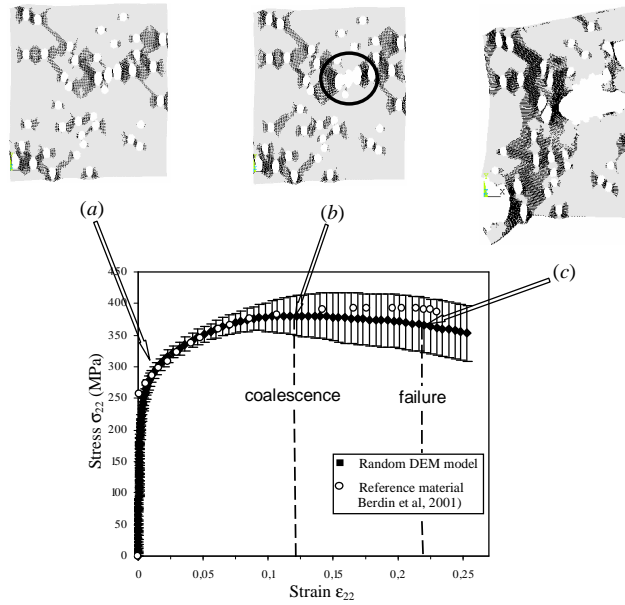 (a)
(b)
(c)
x
Stress σ22 (MPa)
450
400
350
300
250
200
150
100
50
0
coalescence
failure
Random DEM model
Reference material
Berdin et al, 2001)
0
0,05
0,1
0,15
0,2
0,25
Strain ε22